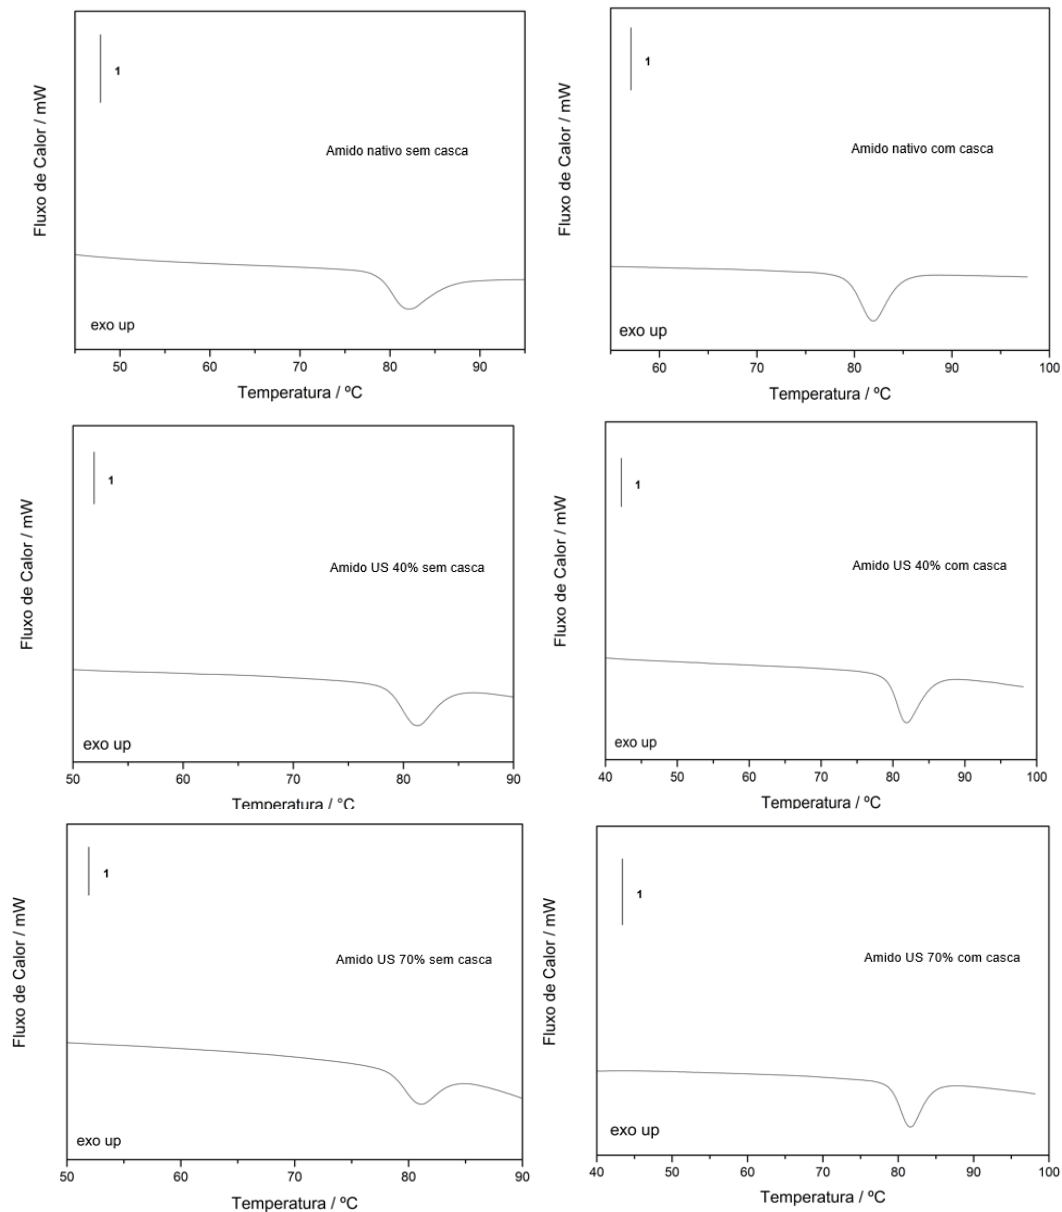 Fluxo de Calor / mW
1
Amido nativo sem casca
exo up
50 60 70 80 90
Temperatura / ºC
Fluxo de Calor / mW
1
Amido nativo com casca
exo up
60 70 80 90 100
Temperatura / ºC
Fluxo de Calor / mW
1
Amido US 40% sem casca
exo up
50 60 70 80 90
Temperatura / °C
Fluxo de Calor / mW
1
Amido US 40% com casca
exo up
40 50 60 70 80 90 100
Temperatura / ºC
Fluxo de Calor / mW
1
Amido US 70% sem casca
exo up
50 60 70 80 90
Temperatura / ºC
Fluxo de Calor / mW
1
Amido US 70% com casca
exo up
40 50 60 70 80 90 100
Temperatura / ºC